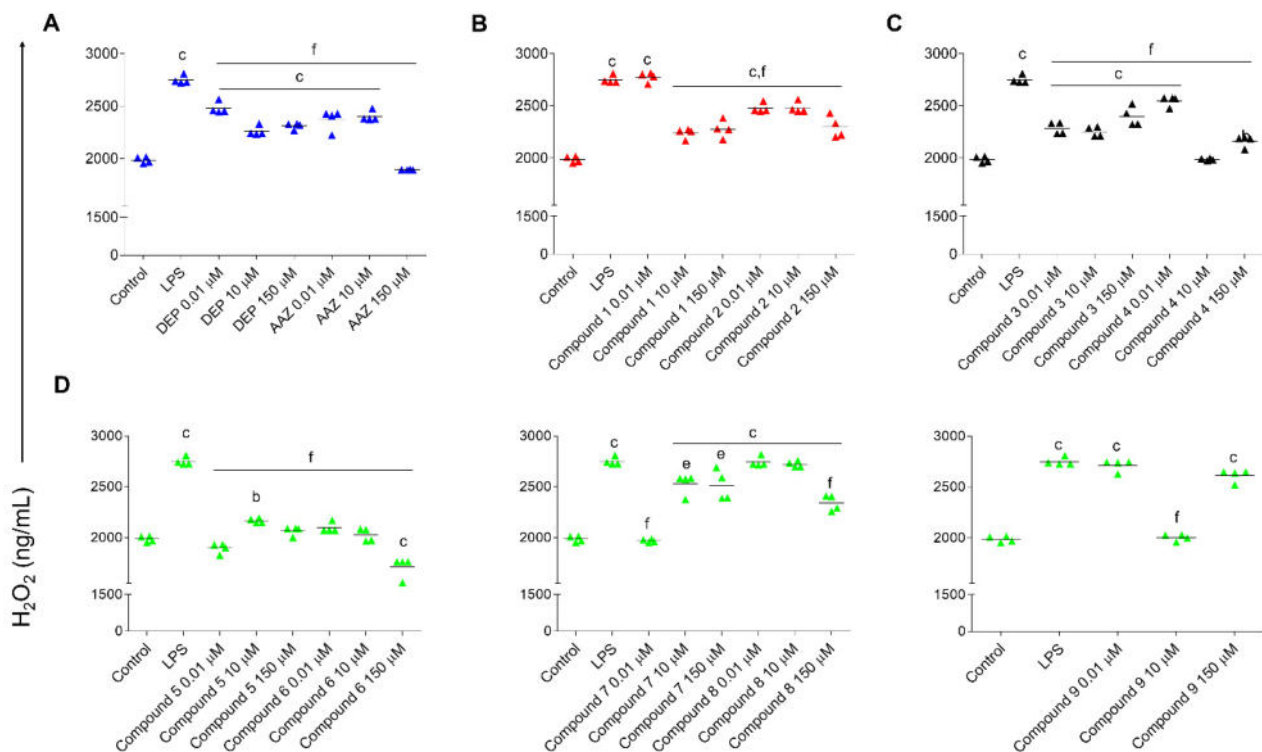 A
B
C
D
H₂O₂ (ng/mL)
3000
2500
2000
1500
0
c
f
c
Control
LPS
DEP 0.01 µM
DEP 10 µM
DEP 150 µM
AAZ 0.01 µM
AAZ 10 µM
AAZ 150 µM
3000
2500
2000
1500
0
c
c
c,f
Control
LPS
Compound 1 0.01 µM
Compound 1 10 µM
Compound 1 150 µM
Compound 2 0.01 µM
Compound 2 10 µM
Compound 2 150 µM
3000
2500
2000
1500
0
c
f
c
b
Control
LPS
Compound 3 0.01 µM
Compound 3 10 µM
Compound 3 150 µM
Compound 4 0.01 µM
Compound 4 10 µM
Compound 4 150 µM
3000
2500
2000
1500
0
c
f
b
c
Control
LPS
Compound 5 0.01 µM
Compound 5 10 µM
Compound 5 150 µM
Compound 6 0.01 µM
Compound 6 10 µM
Compound 6 150 µM
3000
2500
2000
1500
0
c
c
f
e
e
f
Control
LPS
Compound 7 0.01 µM
Compound 7 10 µM
Compound 7 150 µM
Compound 8 0.01 µM
Compound 8 10 µM
Compound 8 150 µM
3000
2500
2000
1500
0
c
c
f
c
Control
LPS
Compound 9 0.01 µM
Compound 9 10 µM
Compound 9 150 µM